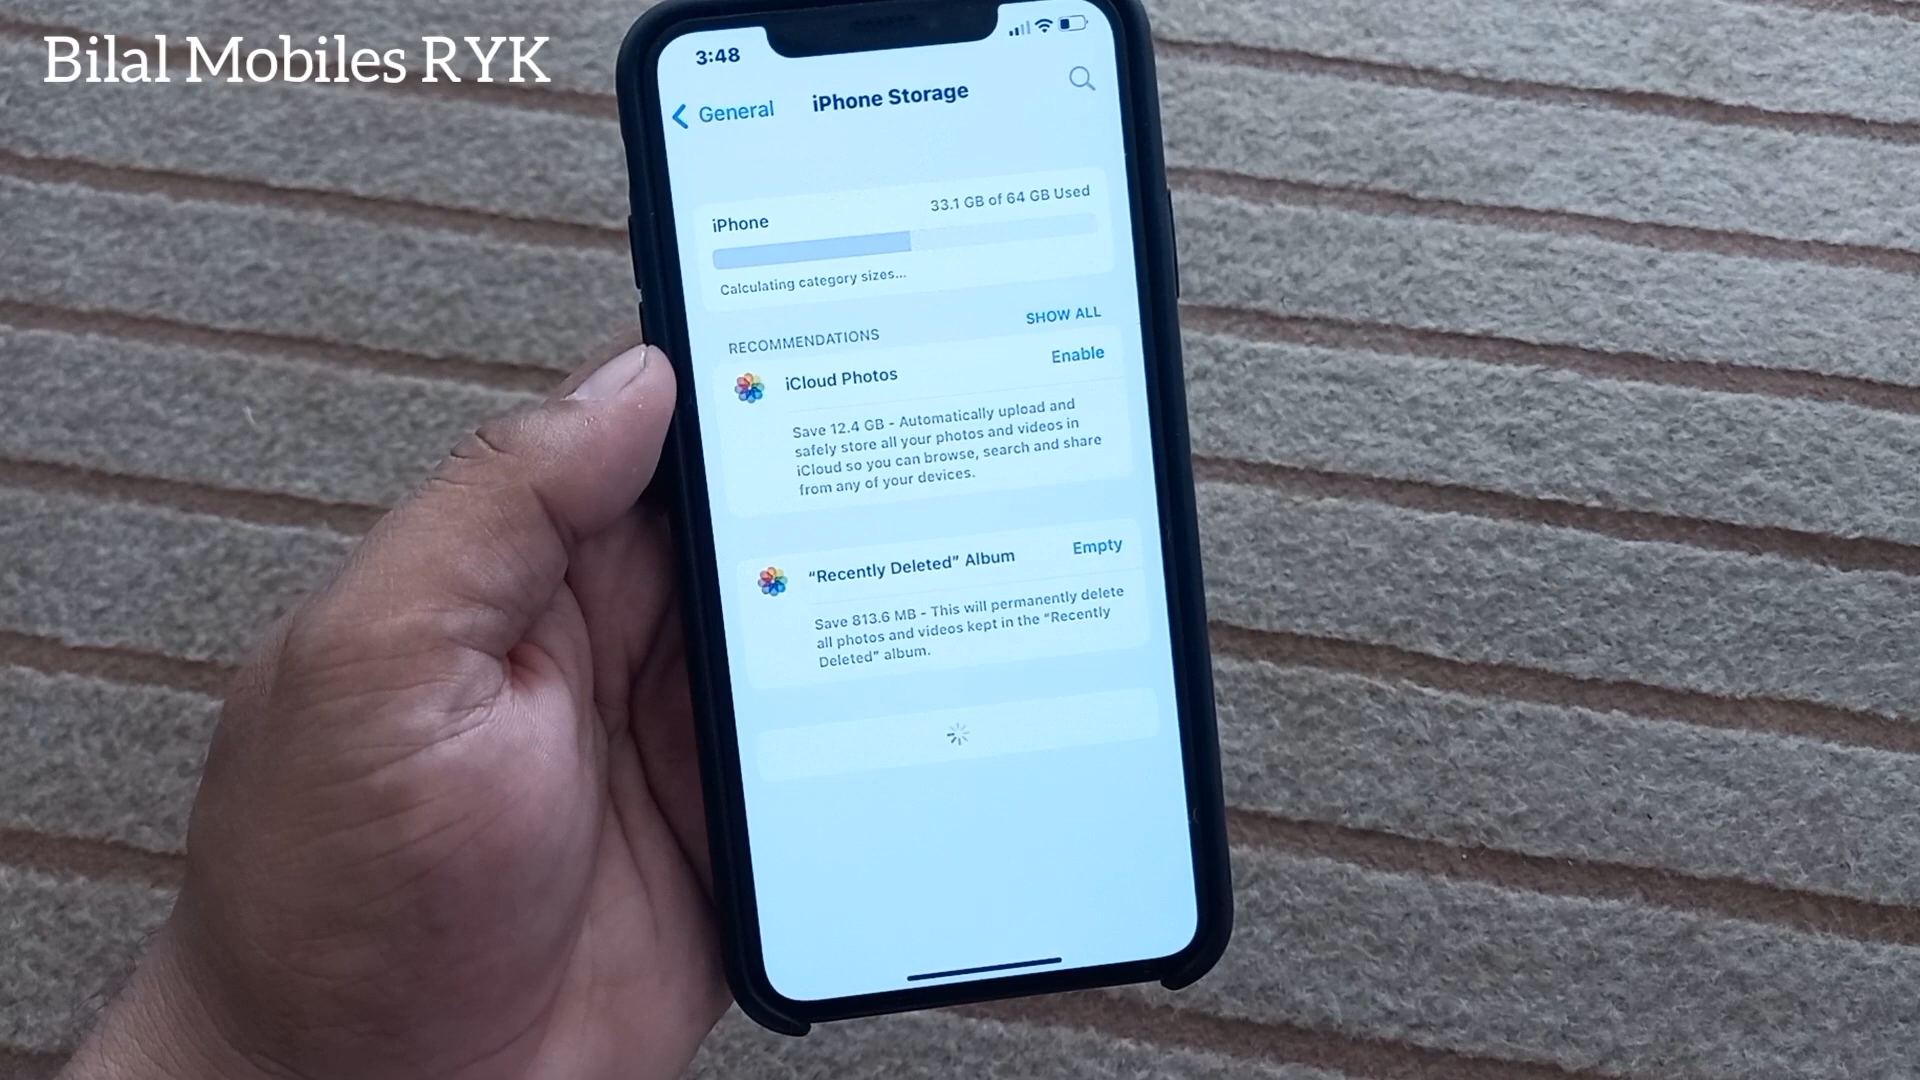 Bilal Mobiles RYK
3:48
General
iPhone Storage
iPhone
33.1 GB of 64 GB Used
Calculating category sizes...
RECOMMENDATIONS
SHOW ALL
iCloud Photos
Enable
Save 12.4 GB - Automatically upload and
safely store all your photos and videos in
iCloud so you can browse, search and share
from any of your devices.
“Recently Deleted” Album
Empty
Save 813.6 MB - This will permanently delete
all photos and videos kept in the “Recently
Deleted” album.